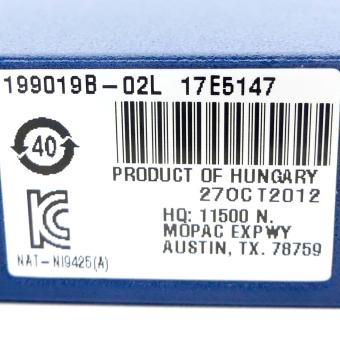 199019B-02L 17E5147
40
PRODUCT OF HUNGARY
27OCT2012
HQ: 11500 N.
MOPAC EXPWY
AUSTIN, TX. 78759
NAT-NI9425(A)